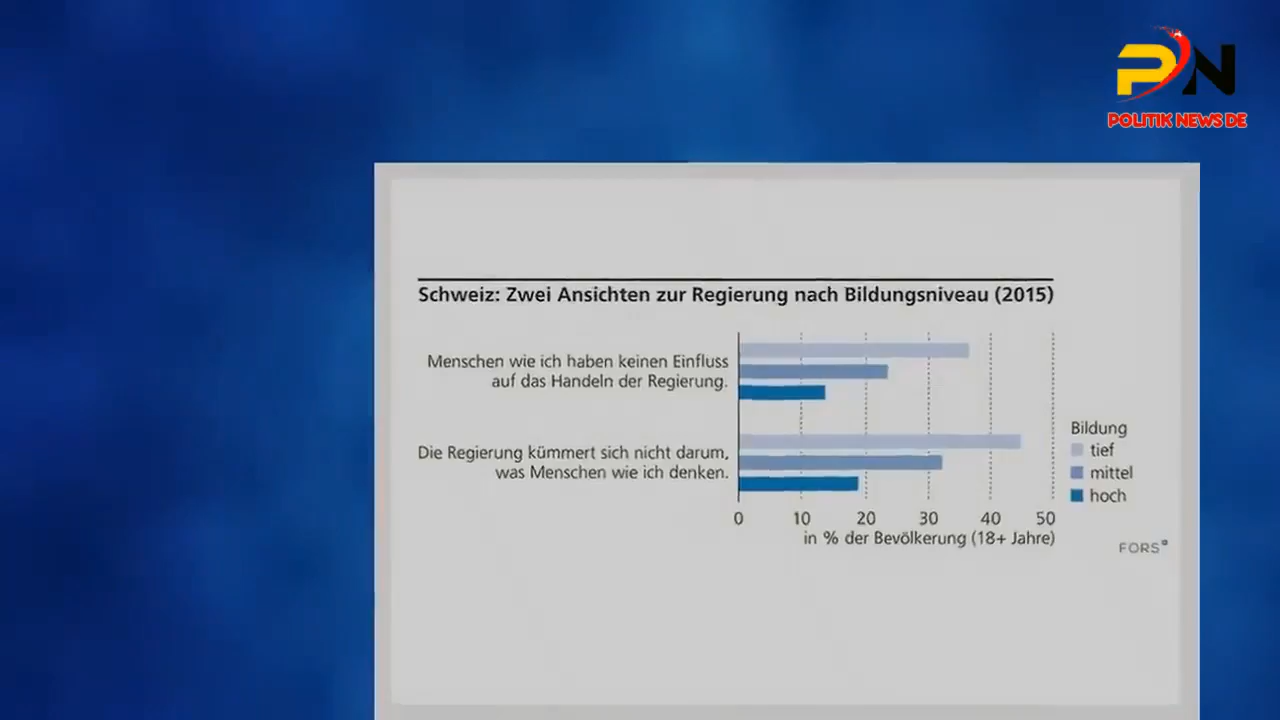 PN
POLITIK NEWS DE
Schweiz: Zwei Ansichten zur Regierung nach Bildungsniveau (2015)
Menschen wie ich haben keinen Einfluss
auf das Handeln der Regierung.
Die Regierung kümmert sich nicht darum,
was Menschen wie ich denken.
0 10 20 30 40 50
in % der Bevölkerung (18+ Jahre)
Bildung
tief
mittel
hoch
FORS